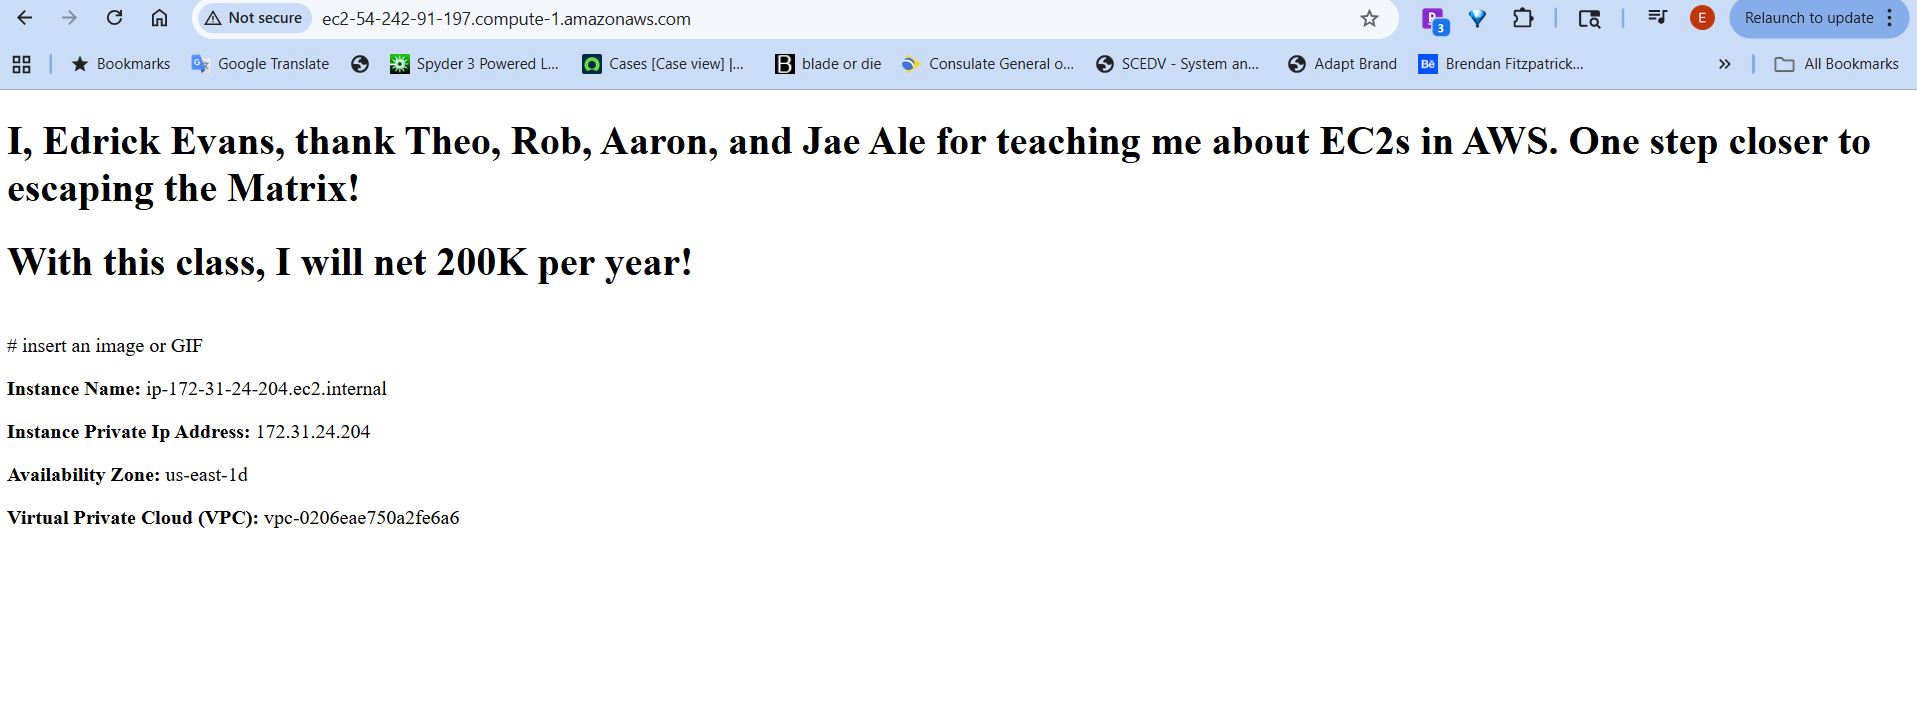 Not secure
ec2-54-242-91-197.compute-1.amazonaws.com
3
E
Relaunch to update
Bookmarks
Google Translate
Spyder 3 Powered L...
Cases [Case view] |...
B
blade or die
Consulate General o...
SCEDV - System an...
Adapt Brand
Bē
Brendan Fitzpatrick...
»
All Bookmarks
I, Edrick Evans, thank Theo, Rob, Aaron, and Jae Ale for teaching me about EC2s in AWS. One step closer to
escaping the Matrix!
With this class, I will net 200K per year!
# insert an image or GIF
Instance Name: ip-172-31-24-204.ec2.internal
Instance Private Ip Address: 172.31.24.204
Availability Zone: us-east-1d
Virtual Private Cloud (VPC): vpc-0206eae750a2fe6a6